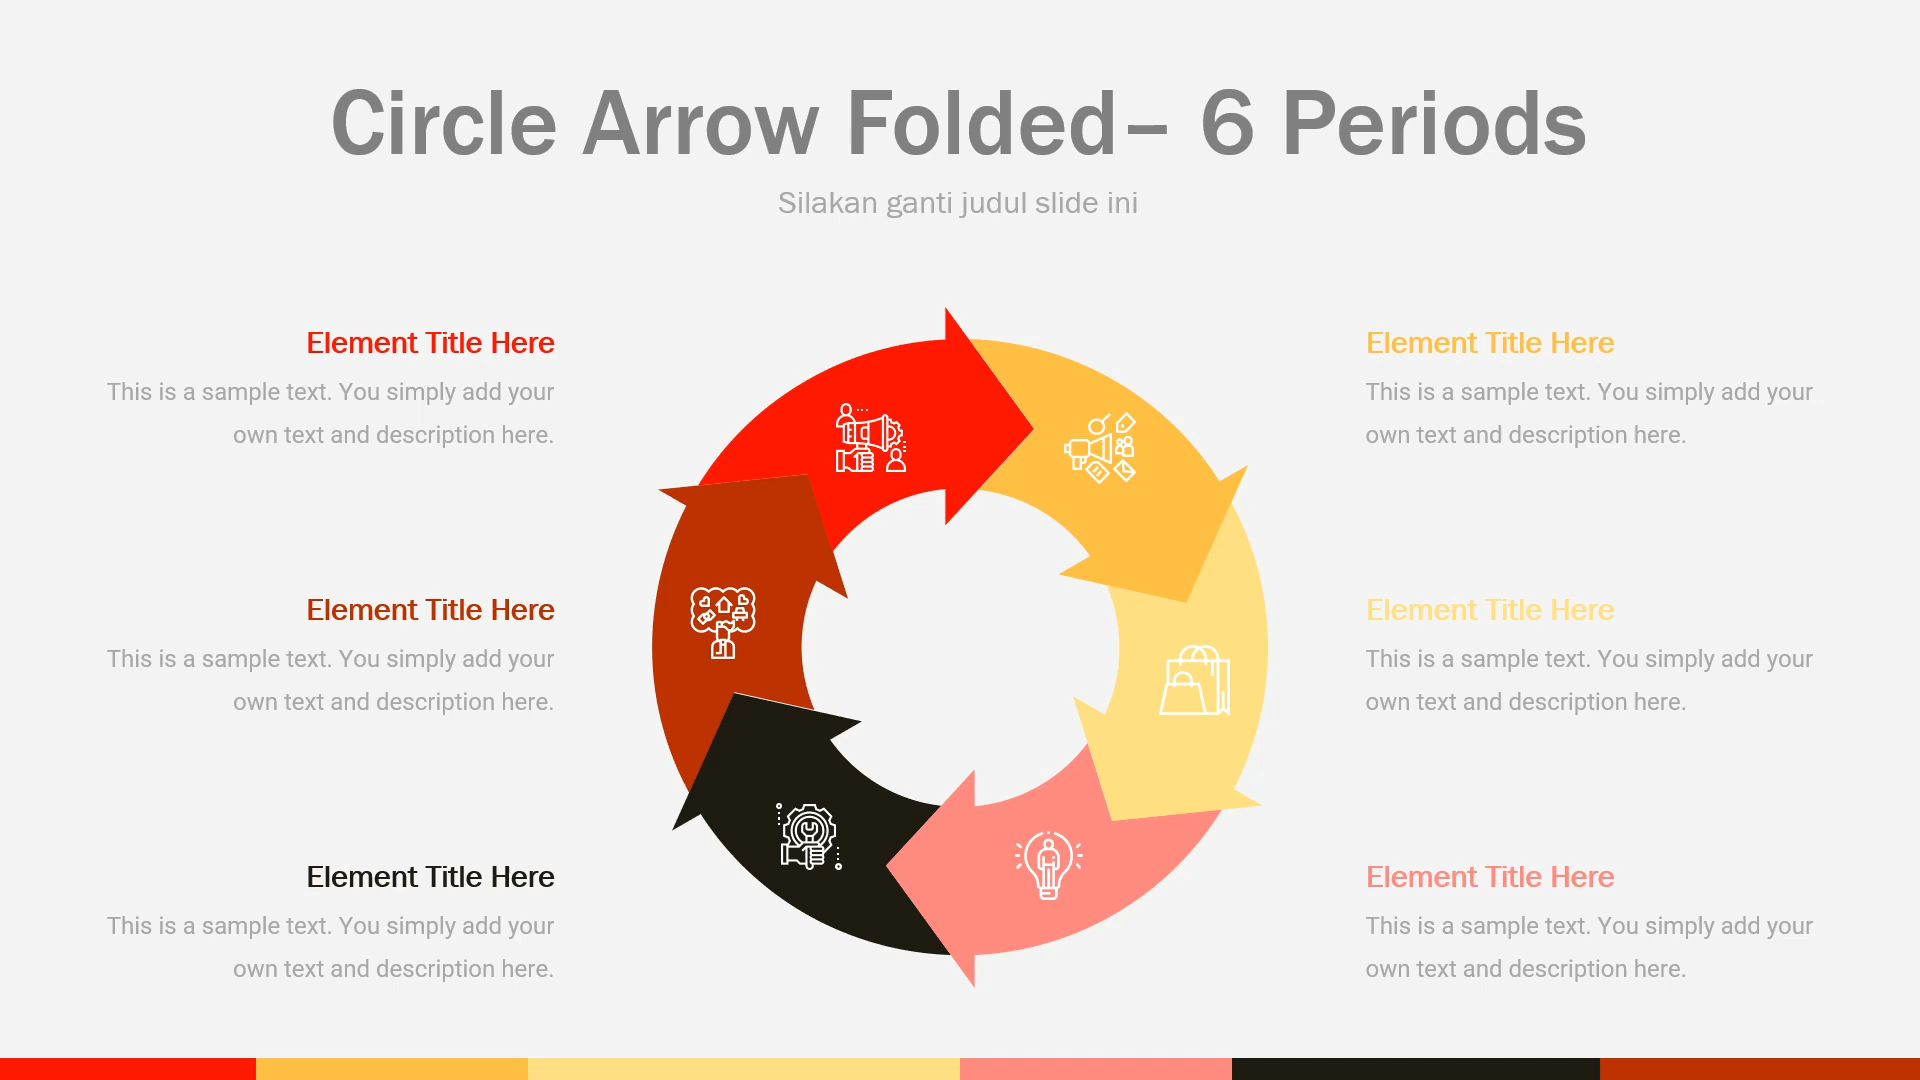 Circle Arrow Folded– 6 Periods
Silakan ganti judul slide ini
Element Title Here
This is a sample text. You simply add your
own text and description here.
Element Title Here
This is a sample text. You simply add your
own text and description here.
Element Title Here
This is a sample text. You simply add your
own text and description here.
Element Title Here
This is a sample text. You simply add your
own text and description here.
Element Title Here
This is a sample text. You simply add your
own text and description here.
Element Title Here
This is a sample text. You simply add your
own text and description here.